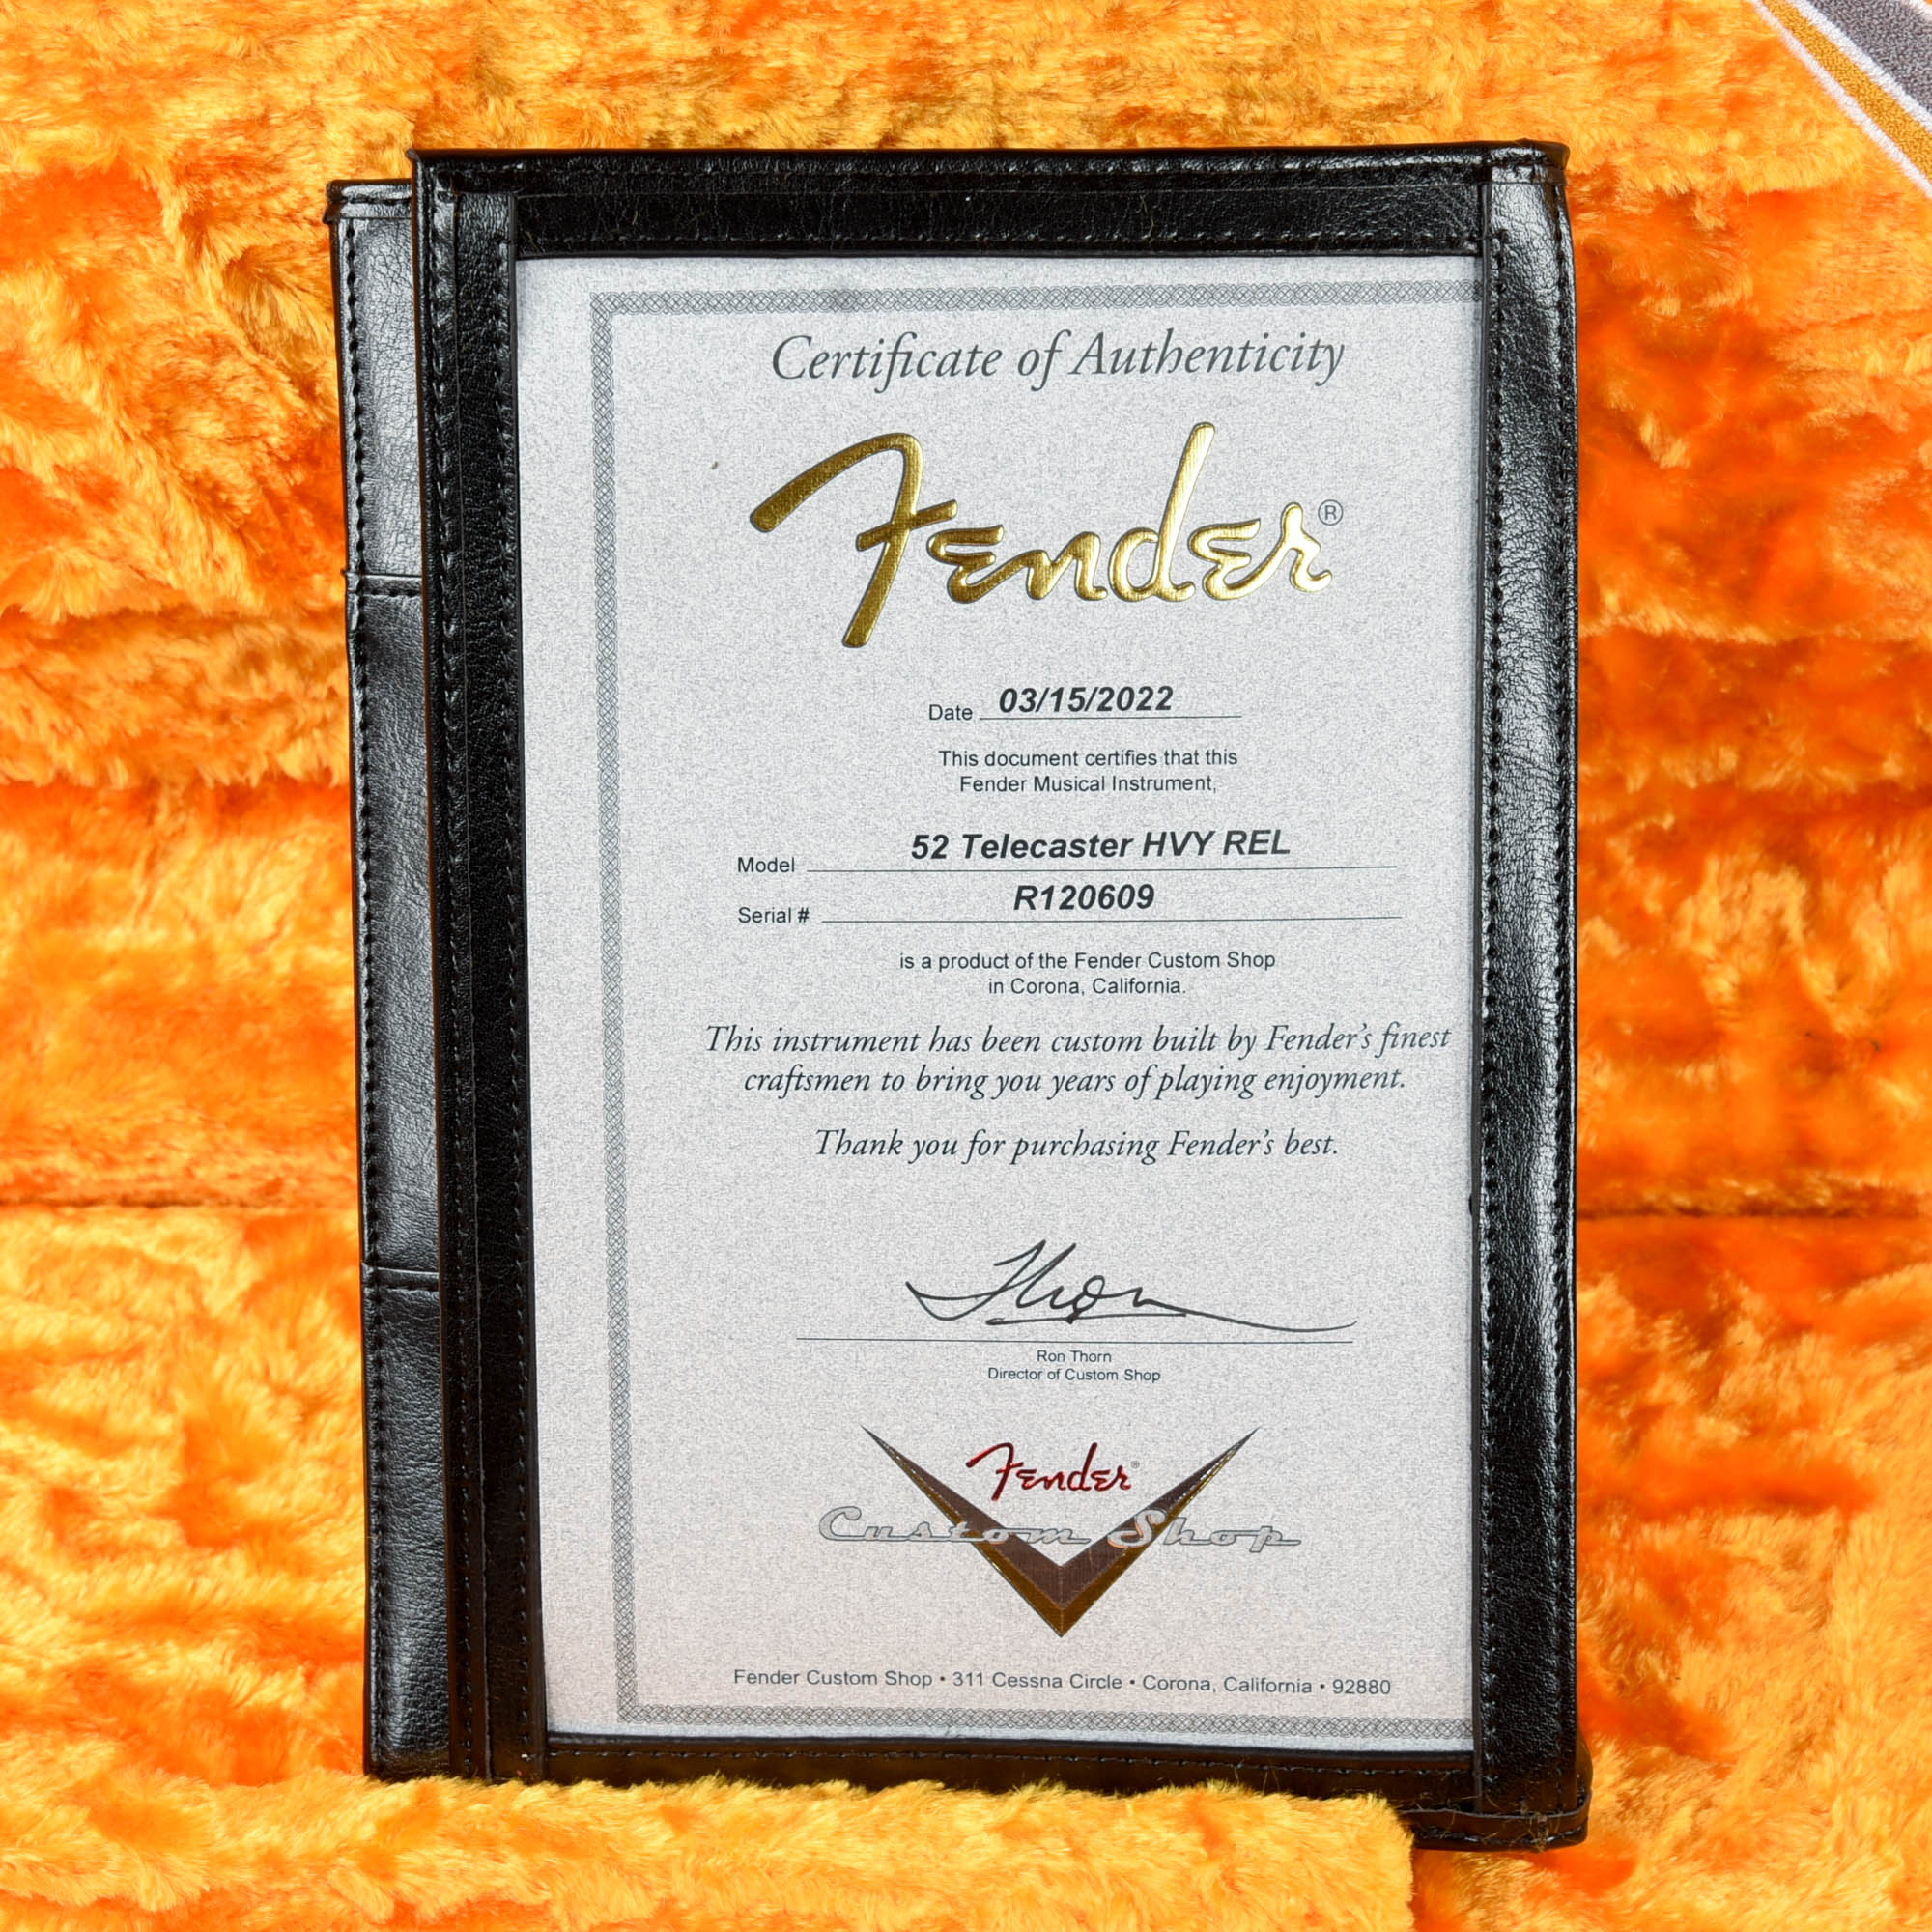 Certificate of Authenticity
Fender®
Date 03/15/2022
This document certifies that this
Fender Musical Instrument,
Model 52 Telecaster HVY REL
Serial # R120609
is a product of the Fender Custom Shop
in Corona, California.
This instrument has been custom built by Fender's finest
craftsmen to bring you years of playing enjoyment.
Thank you for purchasing Fender's best.
Thorn
Ron Thorn
Director of Custom Shop
Fender®
Custom Shop
Fender Custom Shop • 311 Cessna Circle • Corona, California • 92880